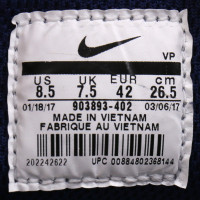 VP
US UK EUR cm
8.5 7.5 42 26.5
01/18/17 903893-402 03/06/17
MADE IN VIETNAM
FABRIQUE AU VIETNAM
202242622 UPC 00884802368144